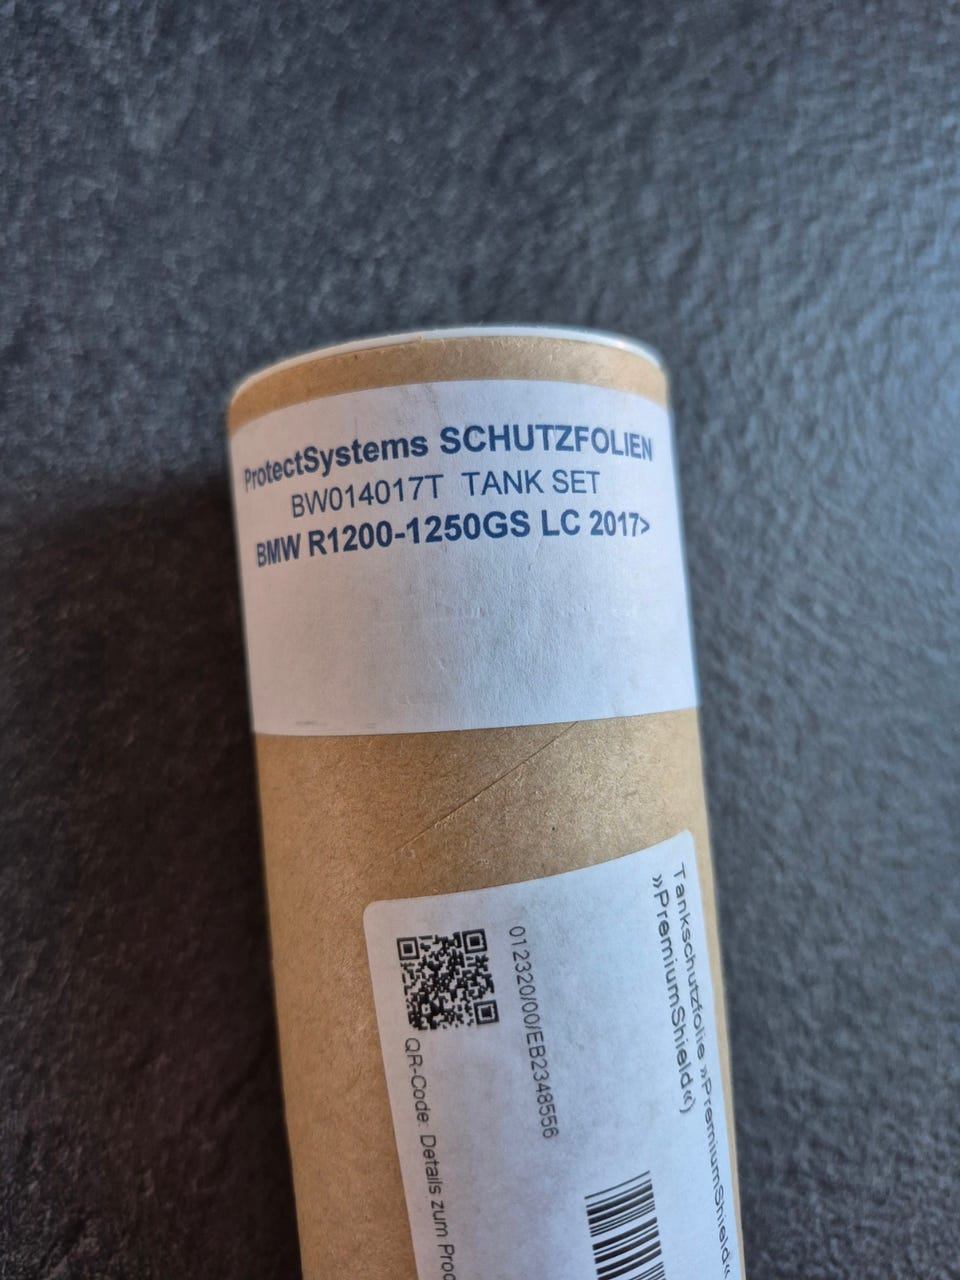 ProtectSystems SCHUTZFOLIEN
BW014017T TANK SET
BMW R1200-1250GS LC 2017>
Tankschutzfolie »PremiumShield«
»PremiumShield«)
012320/00/EB2348556
QR-Code: Details zum